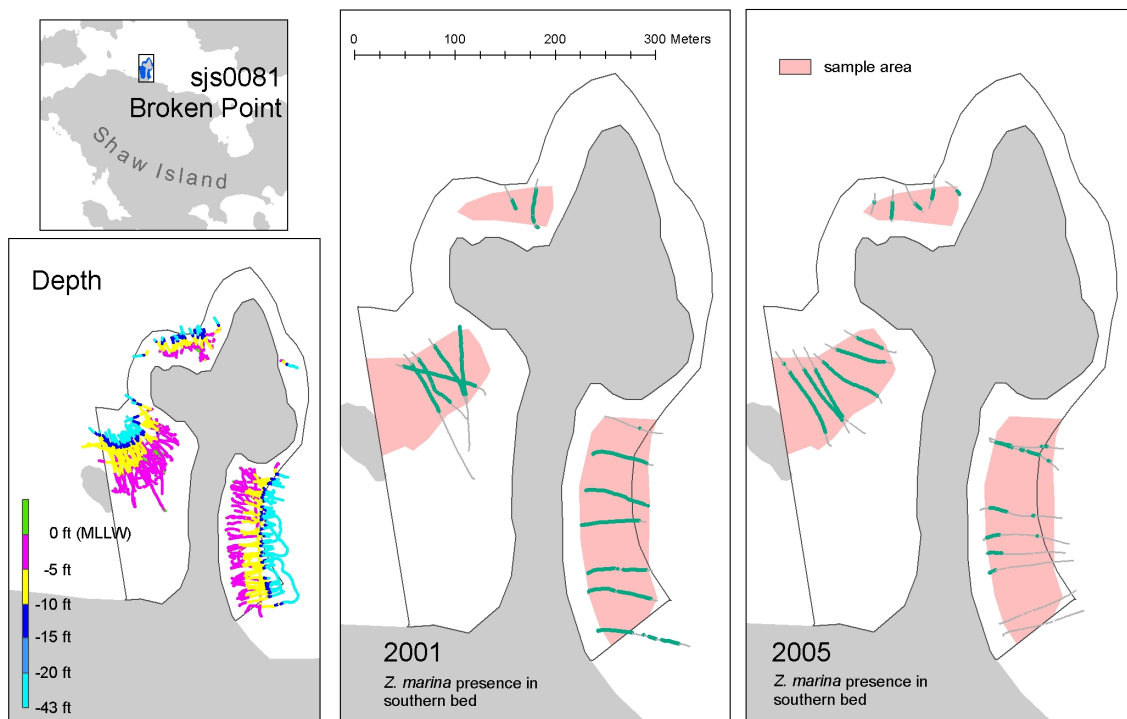 sjs0081
Broken Point
Shaw Island
Depth
0 ft (MLLW)
-5 ft
-10 ft
-15 ft
-20 ft
-43 ft
0 100 200 300 Meters
2001
Z. marina presence in
southern bed
sample area
2005
Z. marina presence in
southern bed